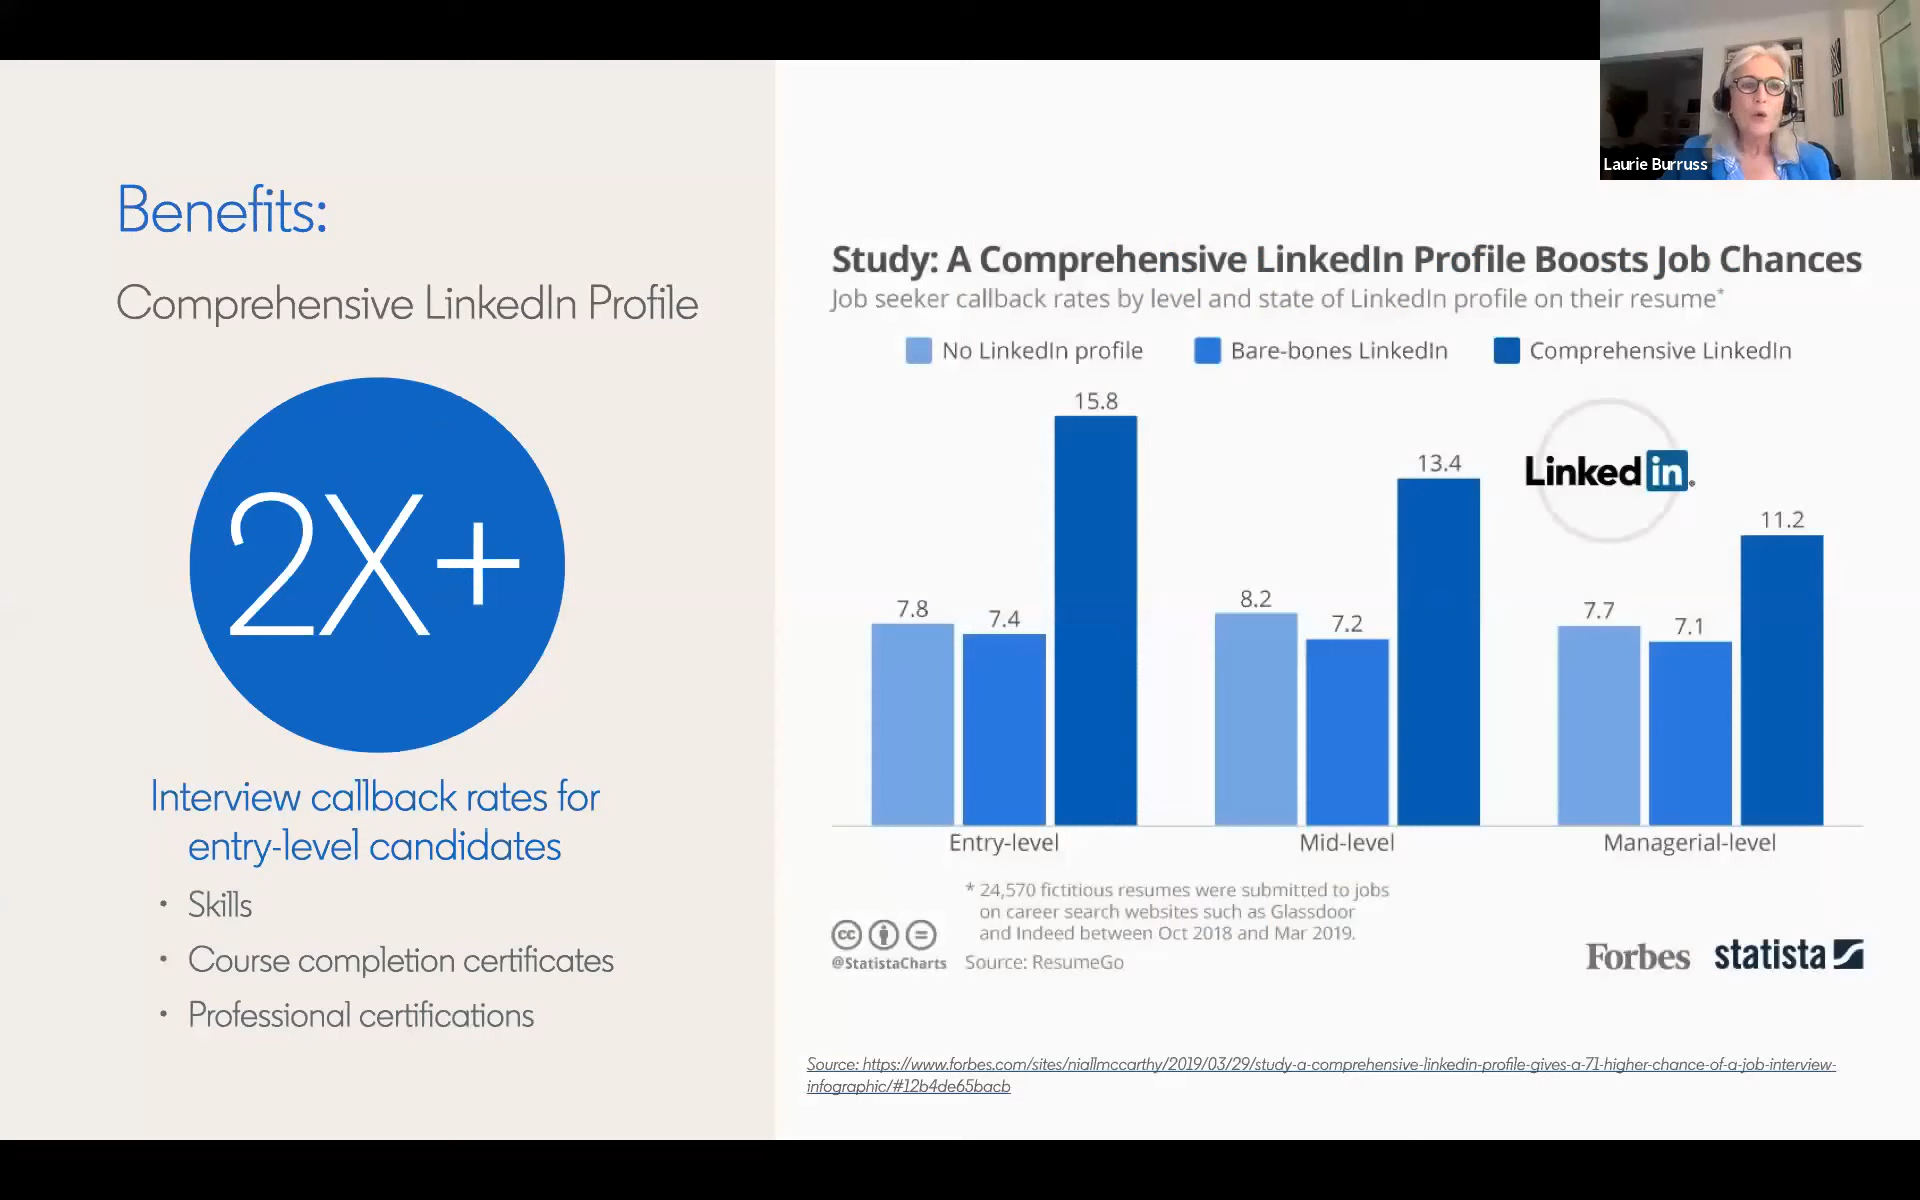 Laurie Burruss
Benefits:
Comprehensive LinkedIn Profile
2X+
Interview callback rates for
entry-level candidates
• Skills
• Course completion certificates
• Professional certifications
Study: A Comprehensive LinkedIn Profile Boosts Job Chances
Job seeker callback rates by level and state of LinkedIn profile on their resume*
No LinkedIn profile Bare-bones LinkedIn Comprehensive LinkedIn
15.8
13.4
11.2
7.8 7.4
8.2 7.2
7.7 7.1
Linked in®
Entry-level Mid-level Managerial-level
* 24,570 fictitious resumes were submitted to jobs
on career search websites such as Glassdoor
and Indeed between Oct 2018 and Mar 2019.
cc
@StatistaCharts Source: ResumeGo
Forbes statista
Source: https://www.forbes.com/sites/niallmccarthy/2019/03/29/study-a-comprehensive-linkedin-profile-gives-a-71-higher-chance-of-a-job-interview-
infographic/#12b4de65bacb